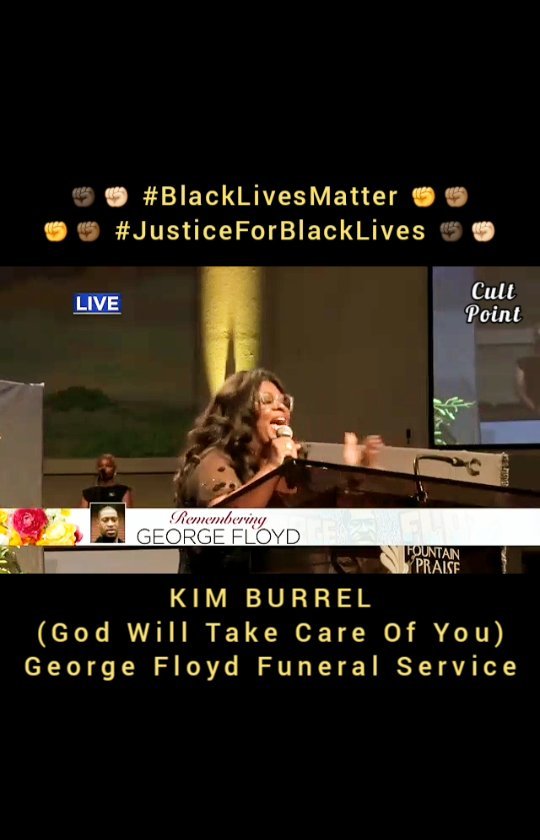 ✊🏿 ✊🏻 #BlackLivesMatter ✊ ✊🏽
✊ ✊🏽 #JusticeForBlackLives ✊🏿 ✊🏻
LIVE
Cult
Point
Remembering
GEORGE FLOYD
FOUNTAIN
of PRAISE
KIM BURREL
(God Will Take Care Of You)
George Floyd Funeral Service